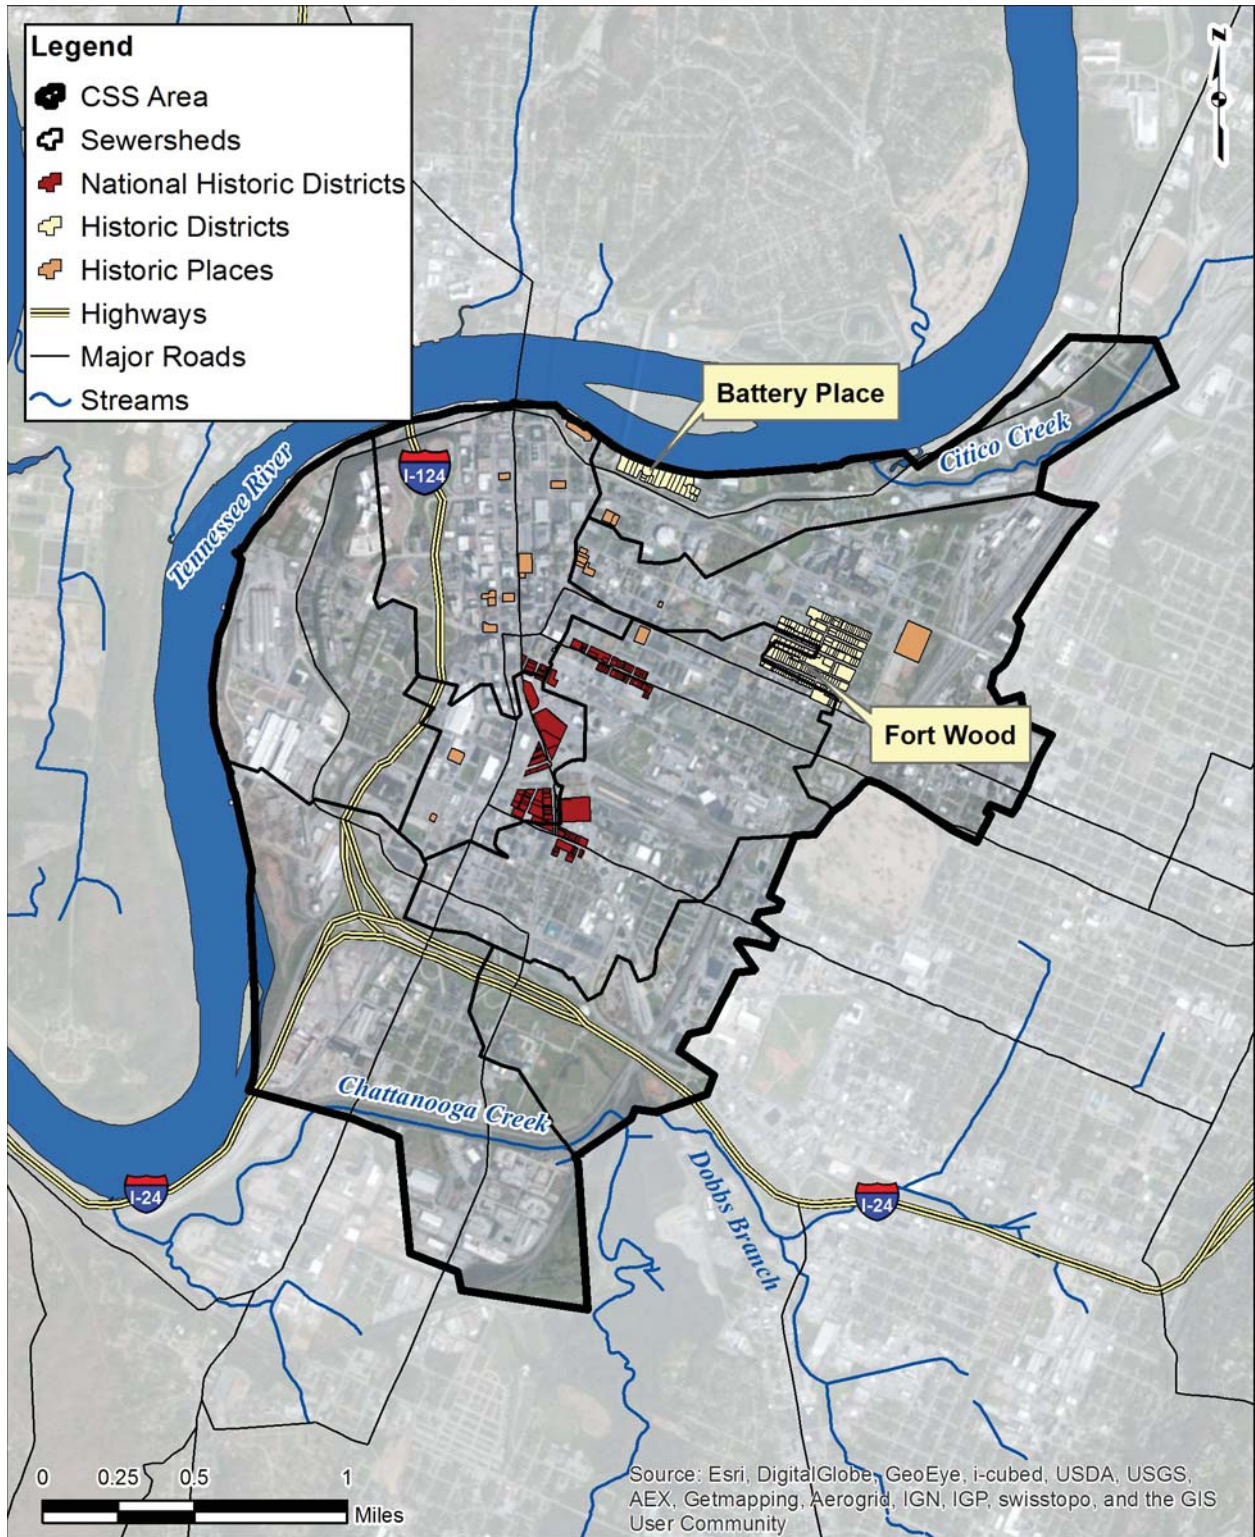 Legend
CSS Area
Sewersheds
National Historic Districts
Historic Districts
Historic Places
Highways
Major Roads
Streams
N
Battery Place
Citico Creek
I-124
Tennessee River
Fort Wood
Chattanooga Creek
Dobbs Branch
I-24
I-24
0 0.25 0.5 1
Miles
Source: Esri, DigitalGlobe, GeoEye, i-cubed, USDA, USGS,
AEX, Getmapping, Aerogrid, IGN, IGP, swisstopo, and the GIS
User Community